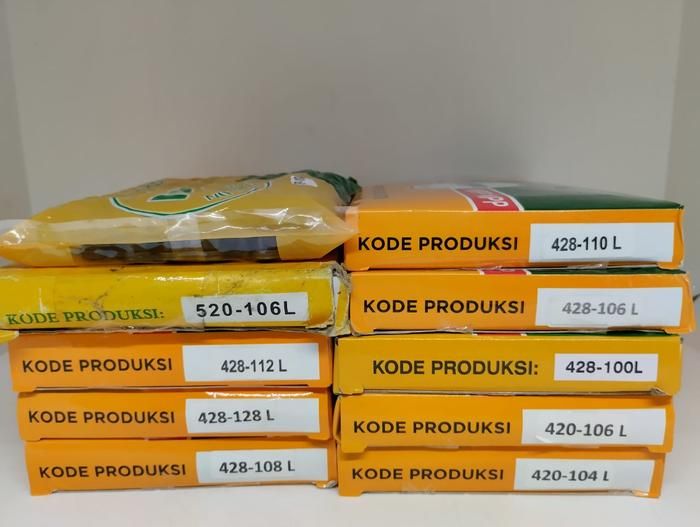 KODE PRODUKSI: 520-106L
KODE PRODUKSI 428-112 L
KODE PRODUKSI 428-128 L
KODE PRODUKSI 428-108 L
KODE PRODUKSI 428-110 L
KODE PRODUKSI 428-106 L
KODE PRODUKSI: 428-100L
KODE PRODUKSI 420-106 L
KODE PRODUKSI 420-104 L